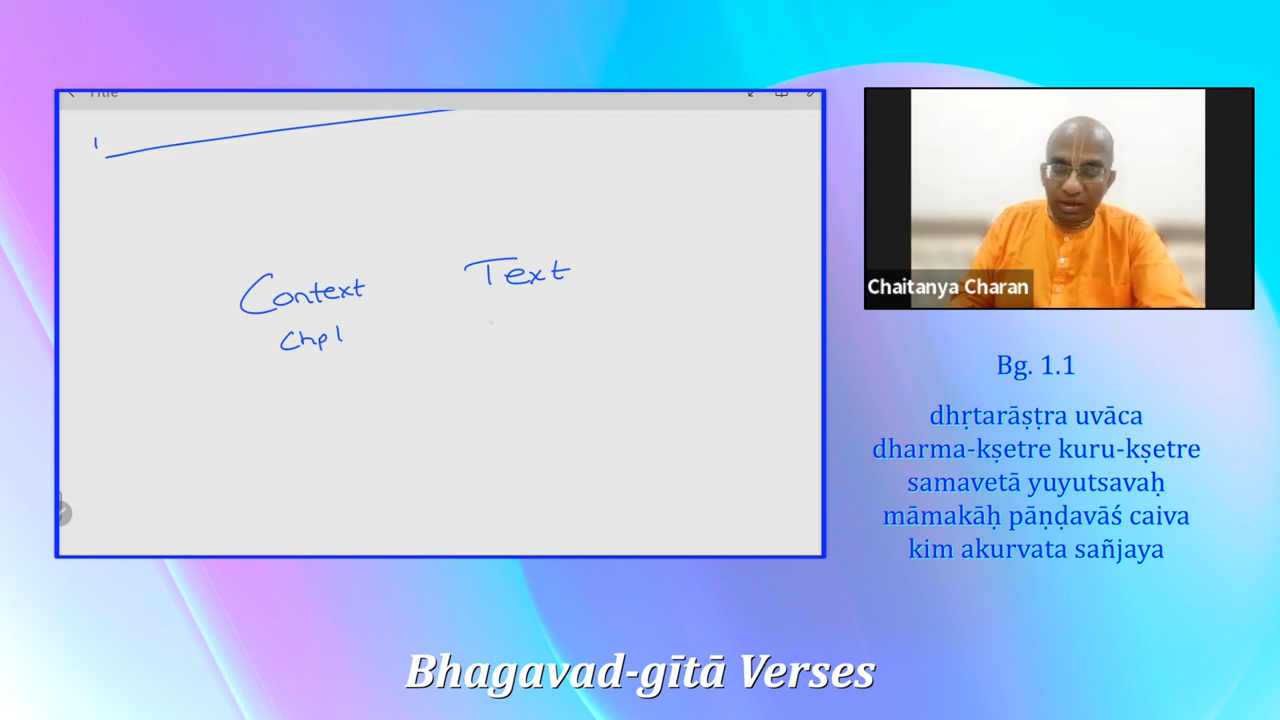 Title
1
Context
Text
Chp 1
Chaitanya Charan
Bg. 1.1
dhṛtarāṣṭra uvāca
dharma-kṣetre kuru-kṣetre
samavetā yuyutsavaḥ
māmakāḥ pāṇḍavāś caiva
kim akurvata sañjaya
Bhagavad-gītā Verses